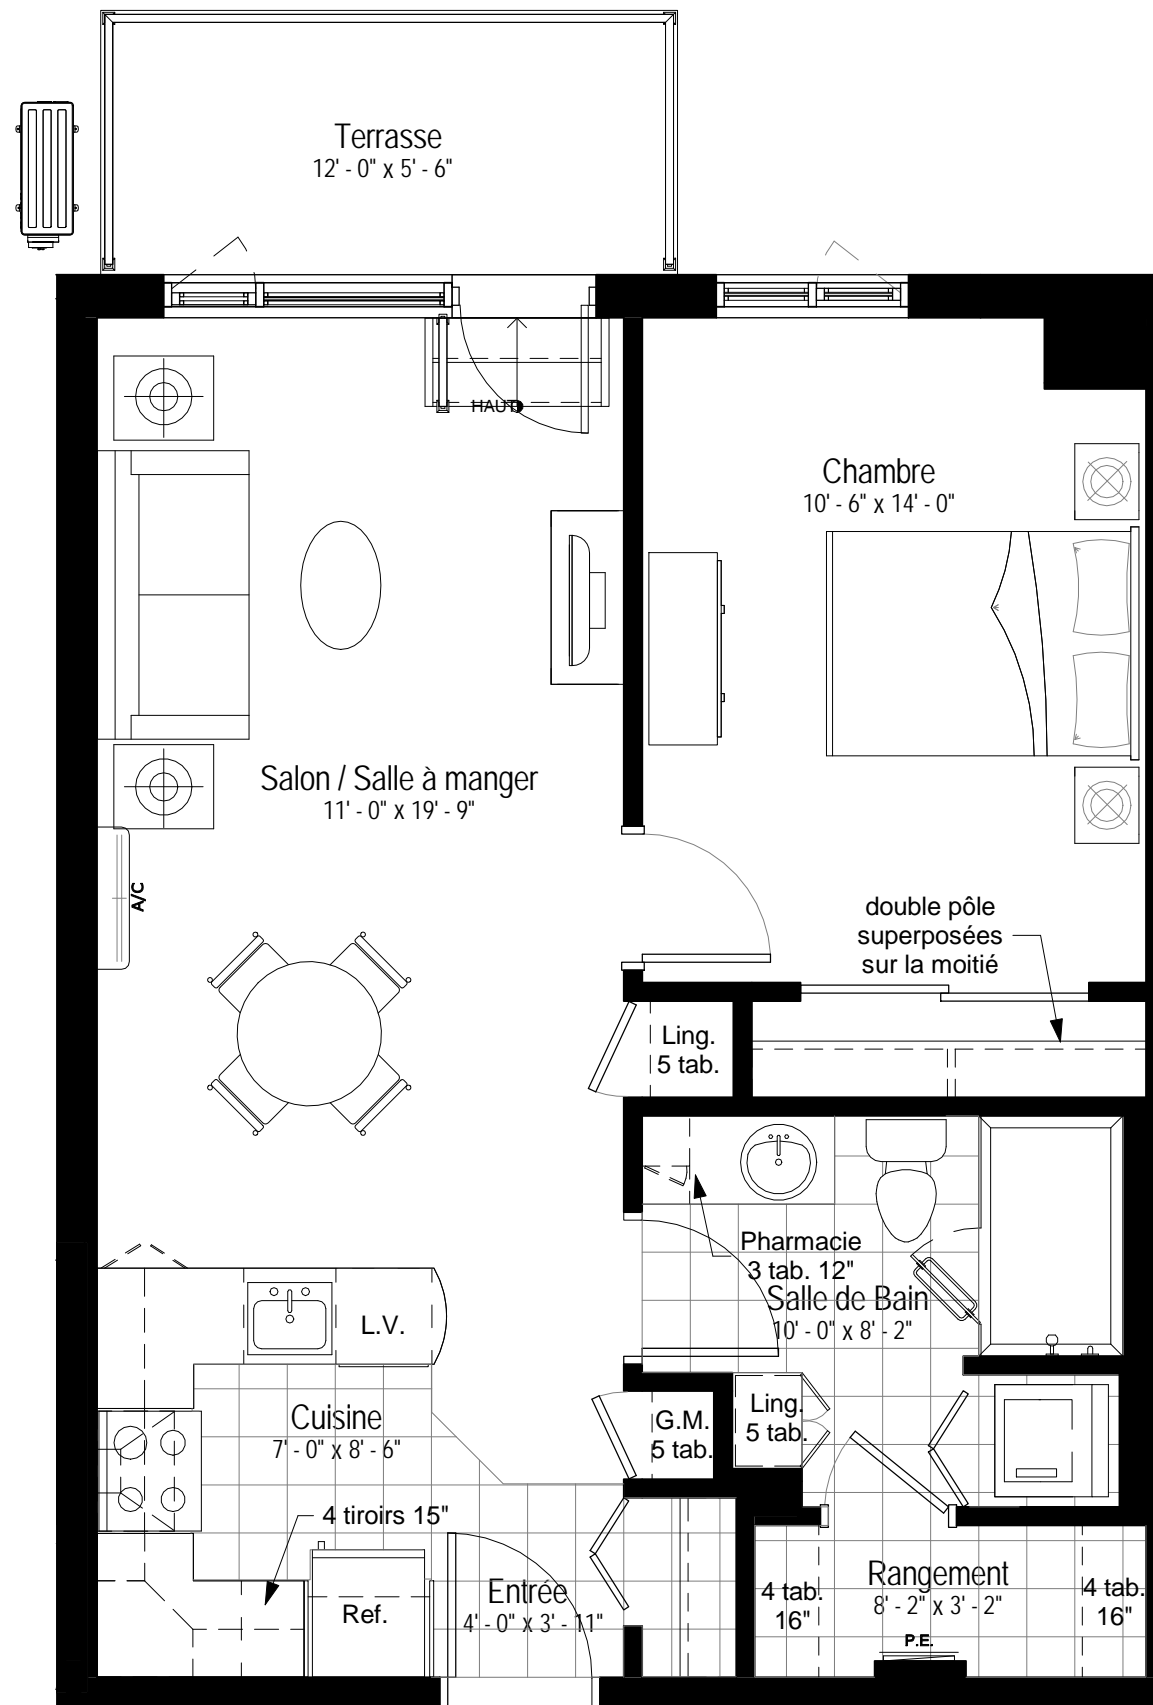 Terrasse
12' - 0" x 5' - 6"
HAUT
Chambre
10' - 6" x 14' - 0"
Salon / Salle à manger
11' - 0" x 19' - 9"
A/C
double pôle
superposées
sur la moitié
Ling.
5 tab.
Pharmacie
3 tab. 12"
Salle de Bain
10' - 0" x 8' - 2"
L.V.
Cuisine
7' - 0" x 8' - 6"
G.M.
5 tab.
Ling.
5 tab.
4 tiroirs 15"
Ref.
Entrée
4' - 0" x 3' - 11"
Rangement
8' - 2" x 3' - 2"
4 tab.
16"
4 tab.
16"
P.E.